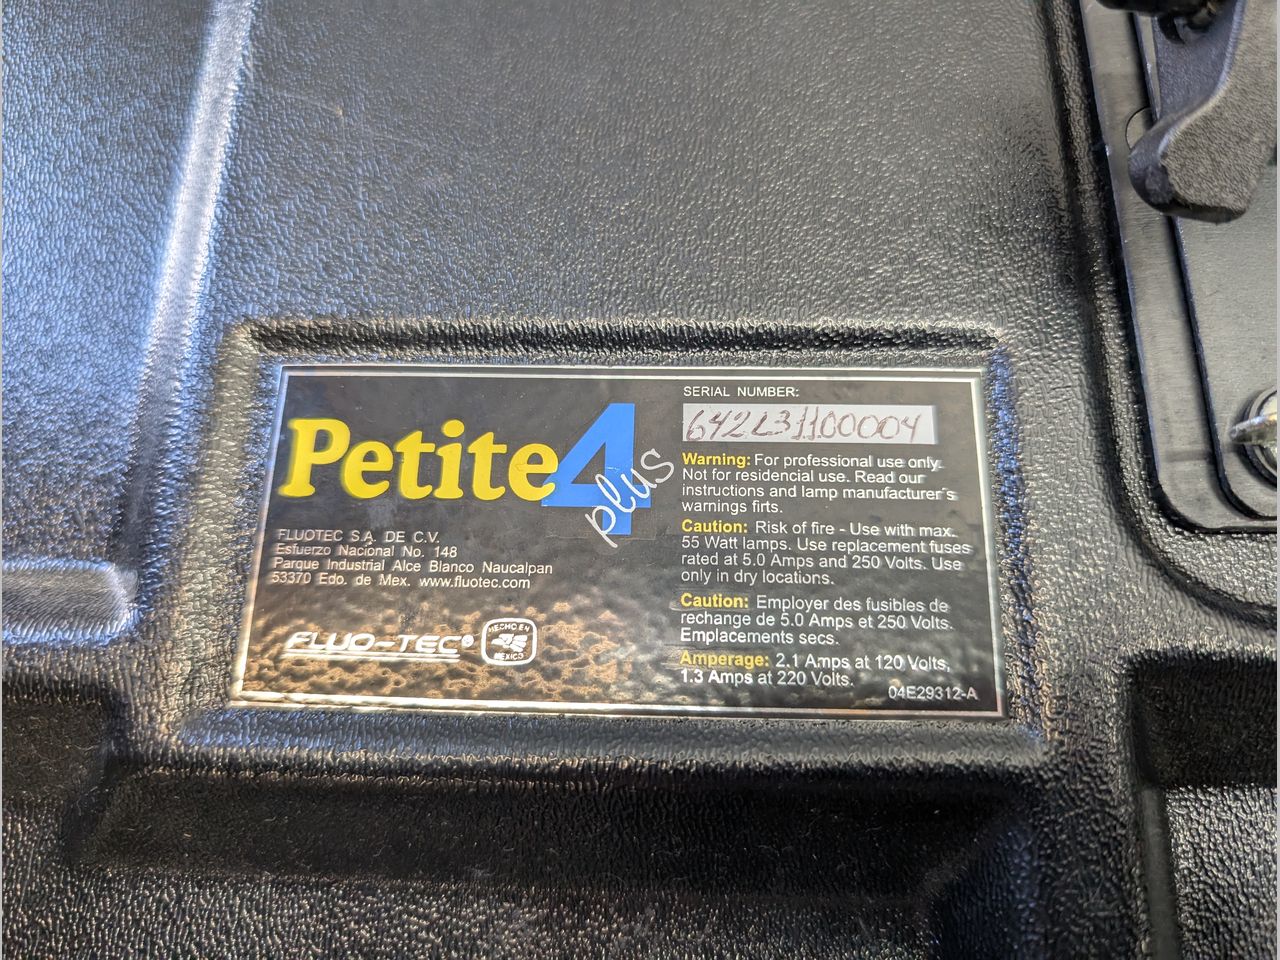 Petite4
plus
FLUOTEC S.A. DE C.V.
Esfuerzo Nacional No. 148
Parque Industrial Alce Blanco Naucalpan
53370 Edo. de Mex. www.fluotec.com
FLUO-TEC®
HECHO EN
MEXICO
SERIAL NUMBER:
642L31100004
Warning: For professional use only.
Not for residencial use. Read our
instructions and lamp manufacturer´s
warnings firts.
Caution: Risk of fire - Use with max.
55 Watt lamps. Use replacement fuses
rated at 5.0 Amps and 250 Volts. Use
only in dry locations.
Caution: Employer des fusibles de
rechange de 5.0 Amps et 250 Volts.
Emplacements secs.
Amperage: 2.1 Amps at 120 Volts,
1.3 Amps at 220 Volts.
04E29312-A